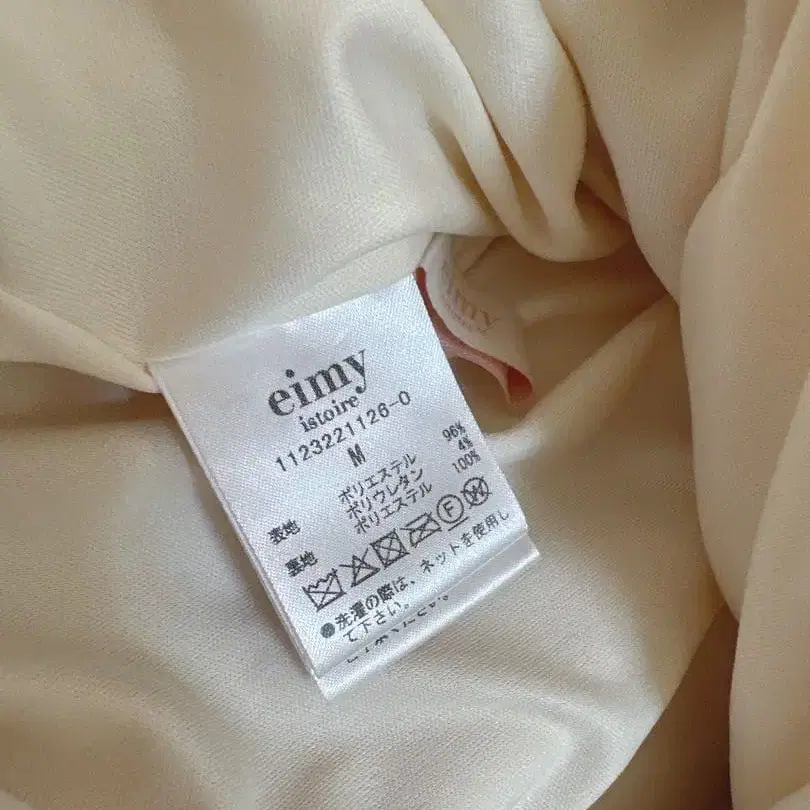 eimy
istoire
1123221126-0
M
表地 ポリエステル 96%
ポリウレタン 4%
裏地 ポリエステル 100%
F W
●洗濯の際は、ネットを使用し
て下さい。
eimy